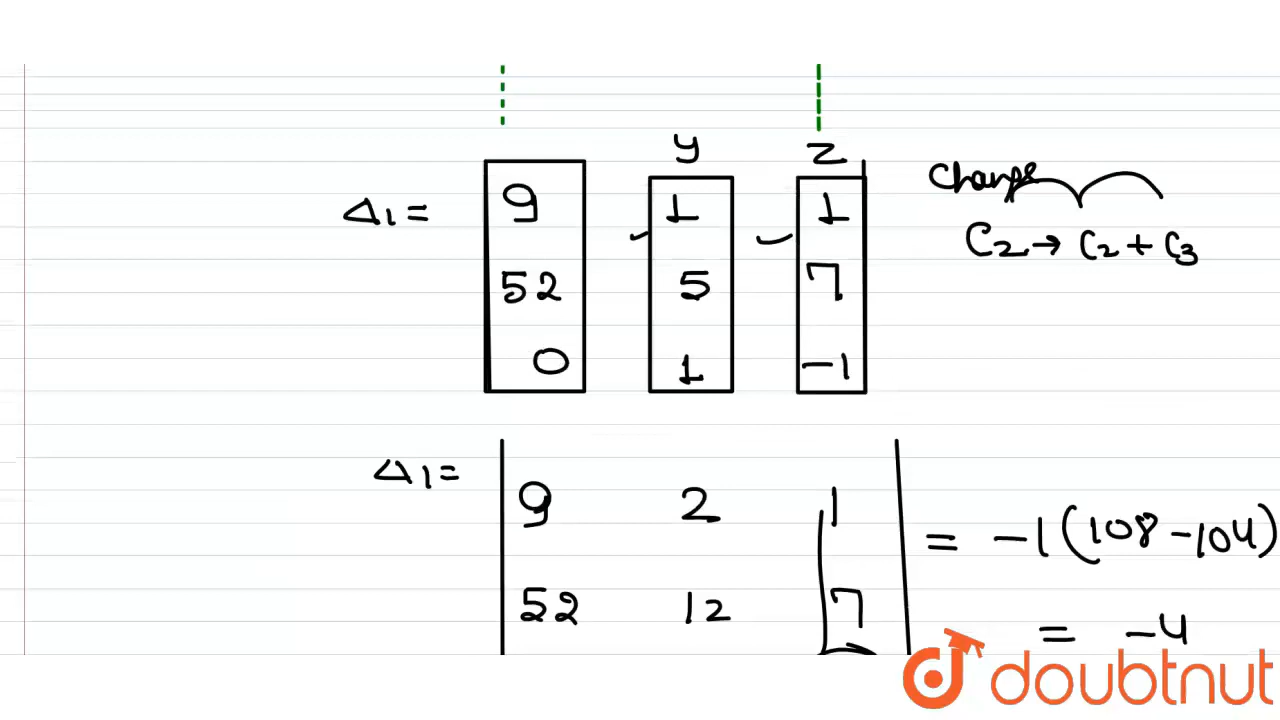 y z
Δ1 = 9 1 1 change
52 5 7 C2 → C2 + C3
0 1 -1
Δ1 = 9 2 1 = -1(108 - 104)
52 12 7 = -4
doubtnut